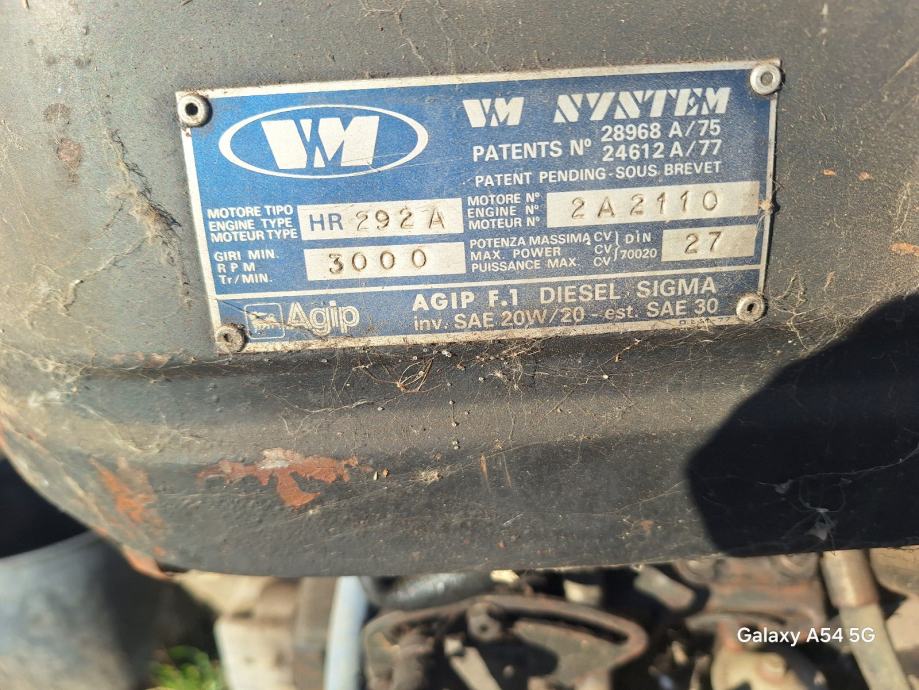 VM
VM SYSTEM
PATENTS Nº 28968 A/75
24612 A/77
PATENT PENDING-SOUS BREVET
MOTORE TIPO
ENGINE TYPE
MOTEUR TYPE
HR 292A
MOTORE Nº
ENGINE Nº
MOTEUR Nº
2A2110
GIRI MIN.
R P M
Tr/MIN.
3000
POTENZA MASSIMA CV
MAX. POWER CV
PUISSANCE MAX. CV
DIN
70020
27
Agip
AGIP F.1 DIESEL SIGMA
inv. SAE 20W/20 - est. SAE 30
Galaxy A54 5G